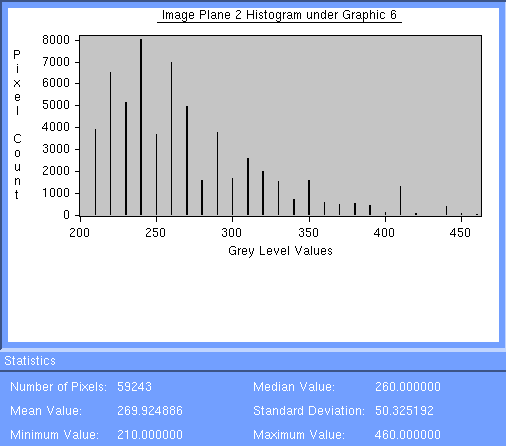 Image Plane 2 Histogram under Graphic 6
Pixel Count
8000
7000
6000
5000
4000
3000
2000
1000
0
200 250 300 350 400 450
Grey Level Values
Statistics
Number of Pixels: 59243 Median Value: 260.000000
Mean Value: 269.924886 Standard Deviation: 50.325192
Minimum Value: 210.000000 Maximum Value: 460.000000